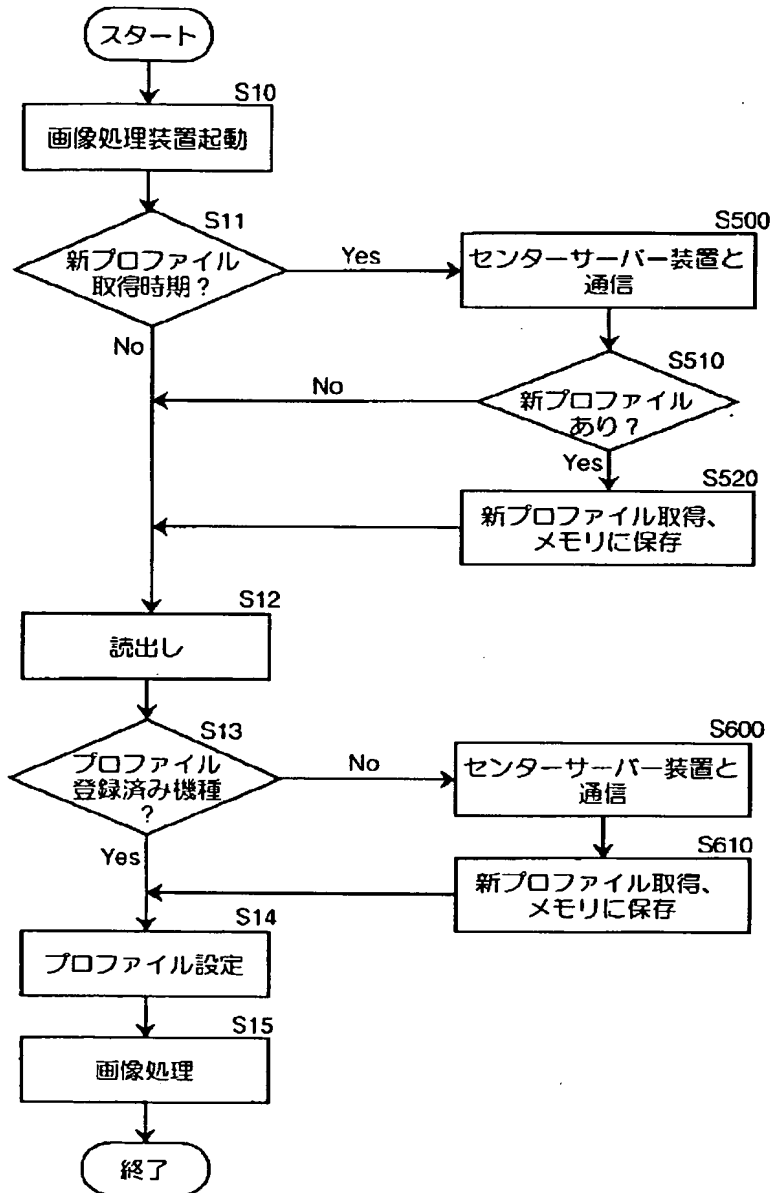 スタート
S10
画像処理装置起動
S11
新プロファイル
取得時期?
Yes
No
S500
センターサーバー装置と
通信
S510
新プロファイル
あり?
No
Yes
S520
新プロファイル取得、
メモリに保存
S12
読出し
S13
プロファイル
登録済み機種
?
No
Yes
S600
センターサーバー装置と
通信
S610
新プロファイル取得、
メモリに保存
S14
プロファイル設定
S15
画像処理
終了